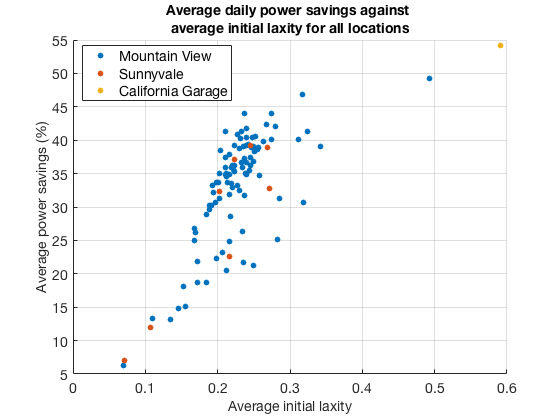 Average daily power savings against
average initial laxity for all locations
55
50
45
40
35
30
25
20
15
10
5
Average power savings (%)
Mountain View
Sunnyvale
California Garage
0
0.1
0.2
0.3
0.4
0.5
0.6
Average initial laxity